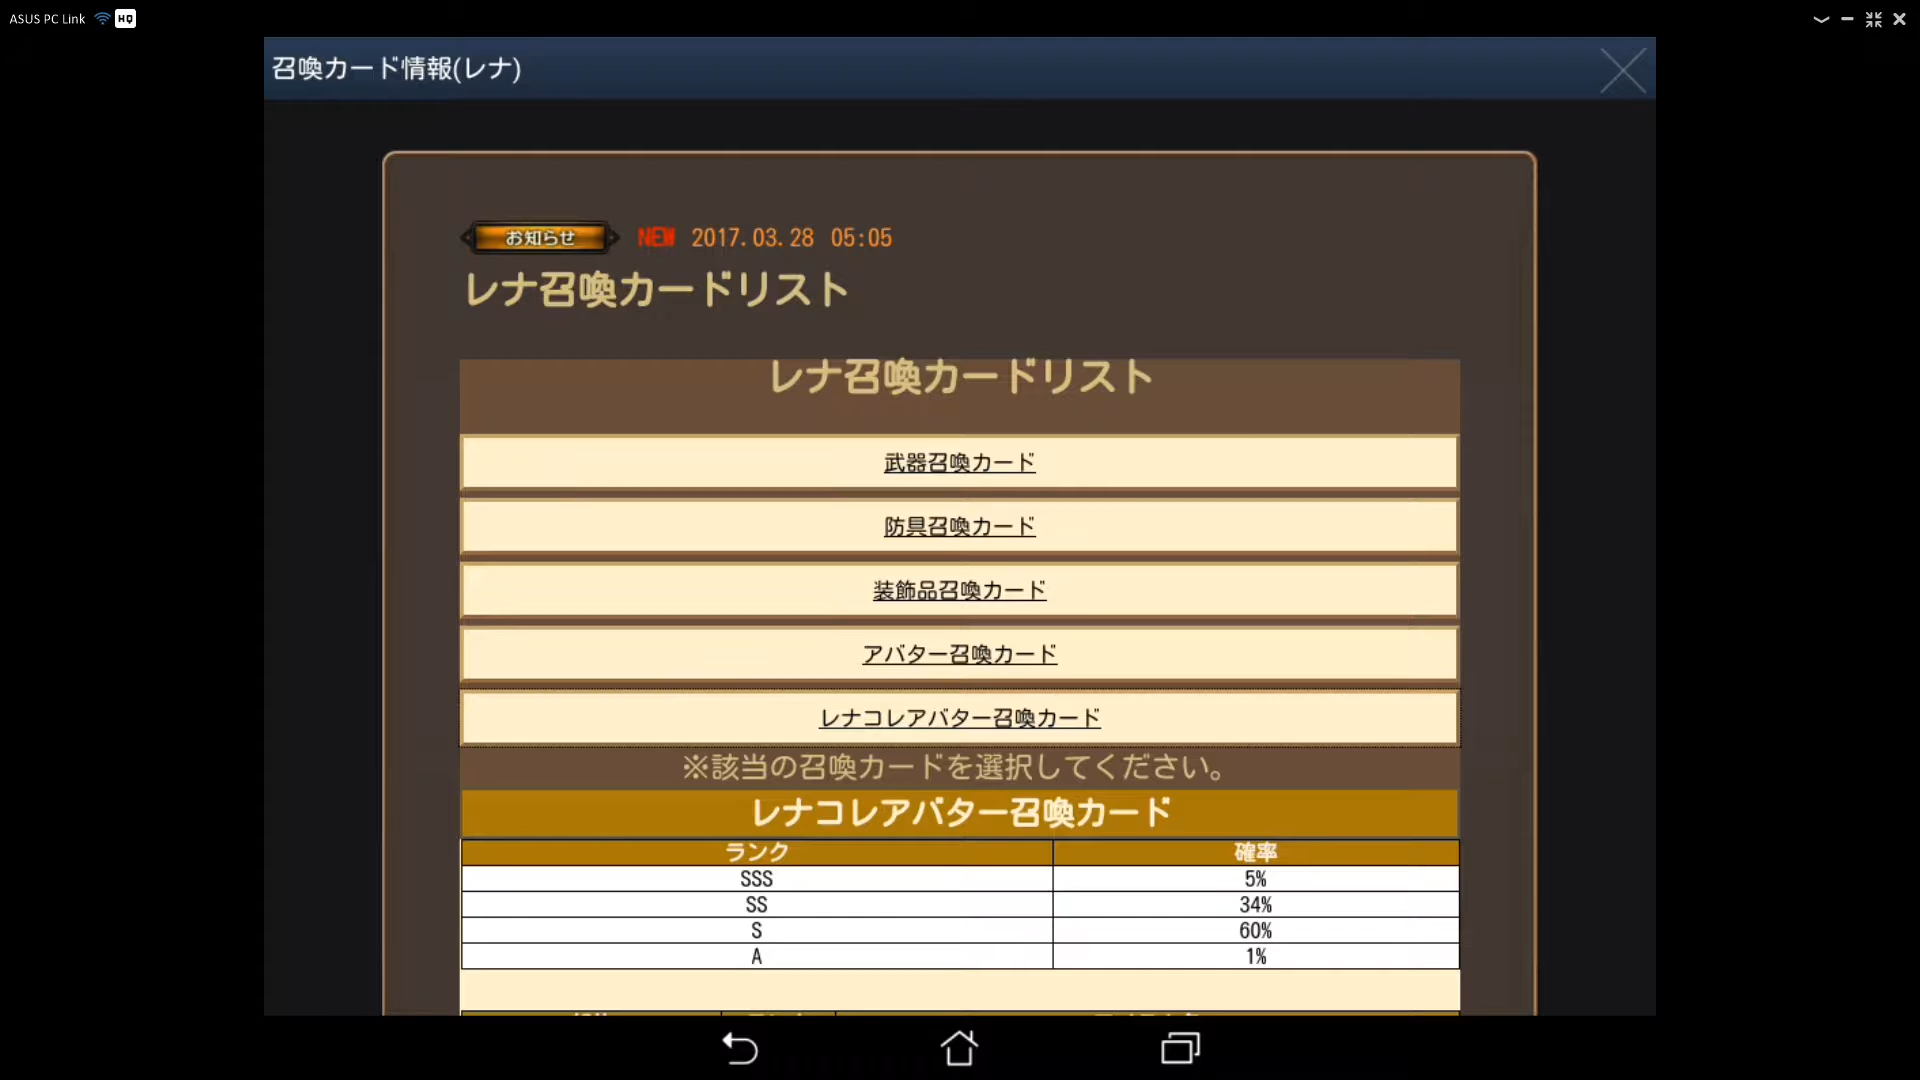 ASUS PC Link HQ
召喚カード情報(レナ)
お知らせ NEW 2017.03.28 05:05
レナ召喚カードリスト
レナ召喚カードリスト
武器召喚カード
防具召喚カード
装飾品召喚カード
アバター召喚カード
レナコレアバター召喚カード
※該当の召喚カードを選択してください。
レナコレアバター召喚カード
ランク 確率
SSS 5%
SS 34%
S 60%
A 1%